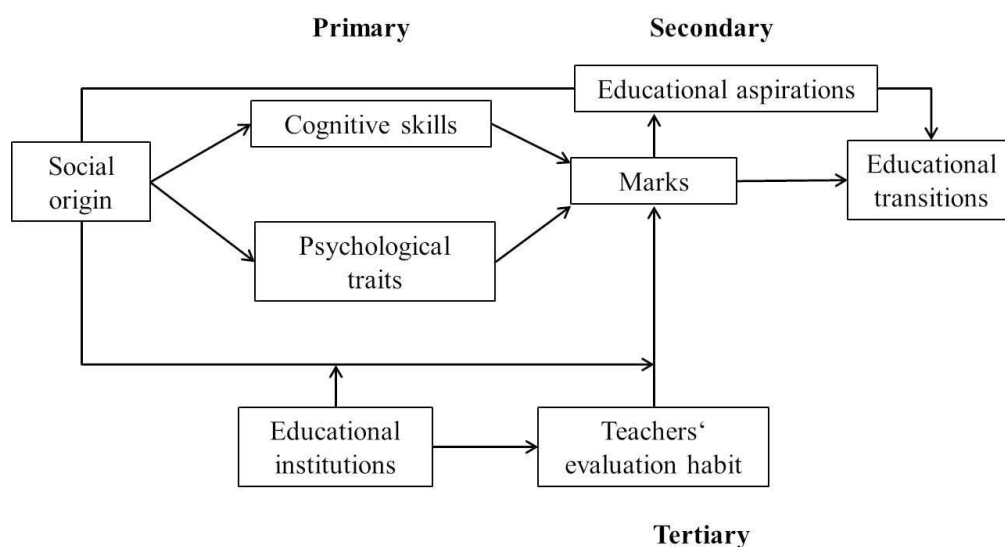 Primary
Secondary
Educational aspirations
Cognitive skills
Social
origin
Marks
Educational
transitions
Psychological
traits
Educational
institutions
Teachers‘
evaluation habit
Tertiary